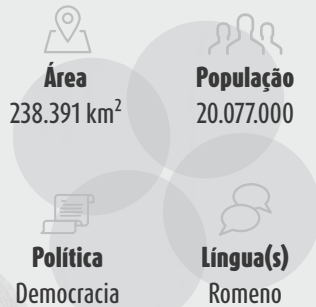 Área
238.391 km²
População
20.077.000
Política
Democracia
Língua(s)
Romeno